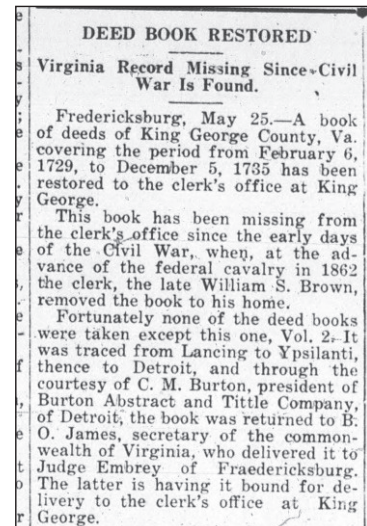 DEED BOOK RESTORED
Virginia Record Missing Since Civil
War Is Found.
Fredericksburg, May 25.—A book
of deeds of King George County, Va.
covering the period from February 6,
1729, to December 5, 1735 has been
restored to the clerk's office at King
George.
This book has been missing from
the clerk's office since the early days
of the Civil War, when, at the ad-
vance of the federal cavalry in 1862
the clerk, the late William S. Brown,
removed the book to his home.
Fortunately none of the deed books
were taken except this one, Vol. 2. It
was traced from Lancing to Ypsilanti,
thence to Detroit, and through the
courtesy of C. M. Burton, president of
Burton Abstract and Tittle Company,
of Detroit, the book was returned to B.
O. James, secretary of the common-
wealth of Virginia, who delivered it to
Judge Embrey of Fraedericksburg.
The latter is having it bound for de-
livery to the clerk's office at King
George.